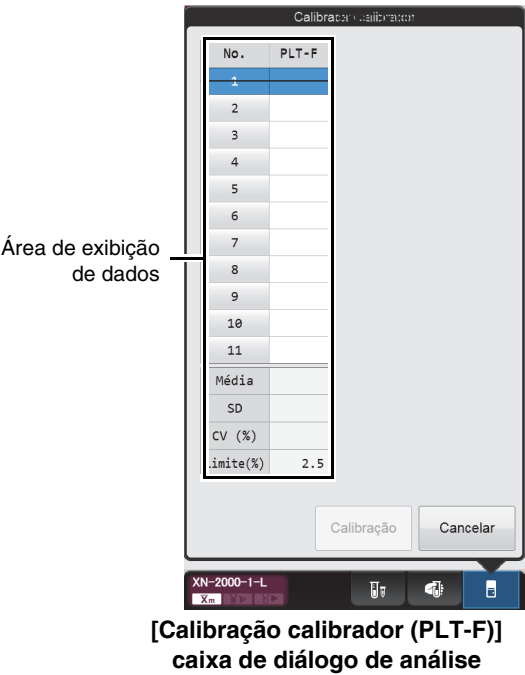 No. PLT-F
1
2
3
4
5
6
7
8
9
10
11
Média
SD
CV (%)
imite(%) 2.5
Área de exibição
de dados
Calibração Cancelar
XN-2000-1-L
Xm
[Calibração calibrador (PLT-F)]
caixa de diálogo de análise